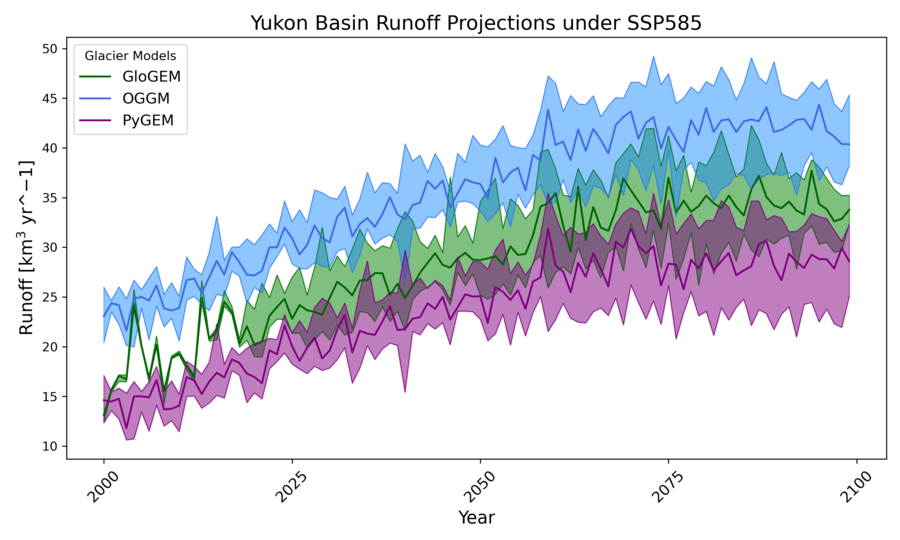 Yukon Basin Runoff Projections under SSP585
Glacier Models
GloGEM
OGGM
PyGEM
Runoff [km³ yr^−1]
50
45
40
35
30
25
20
15
10
2000
2025
2050
2075
2100
Year